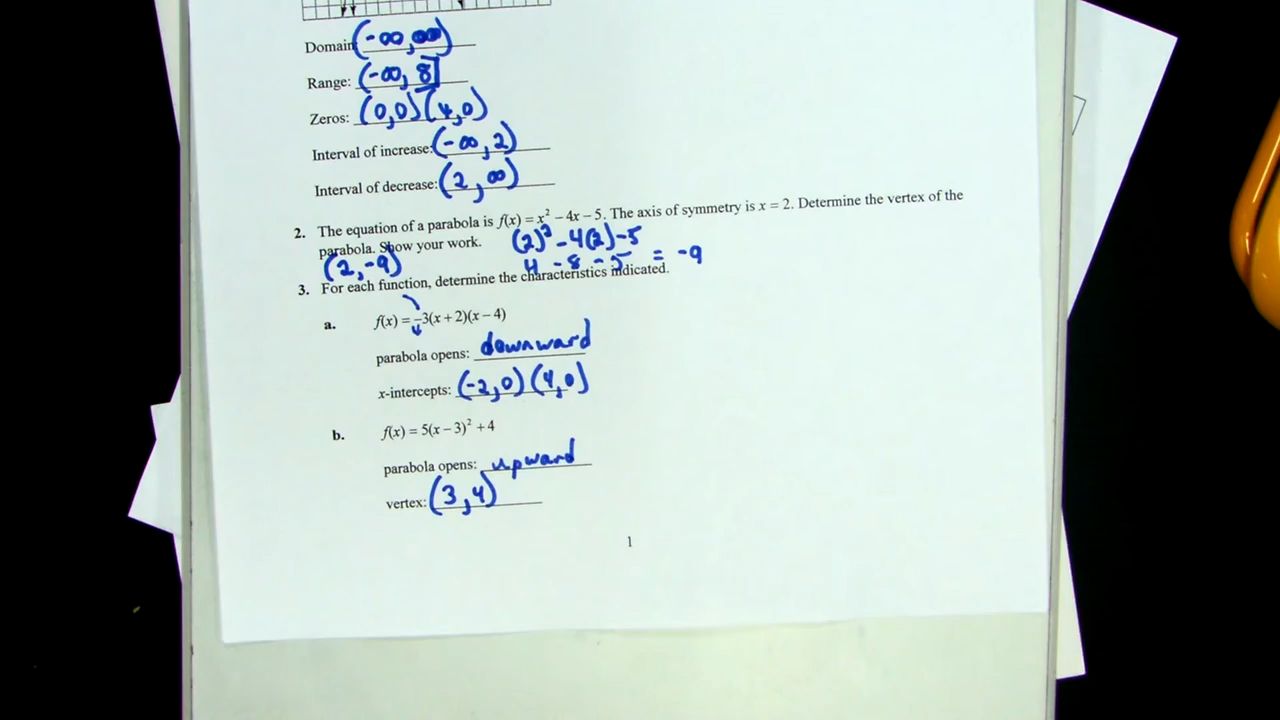 Domain: (-∞, ∞)
Range: (-∞, 8]
Zeros: (0,0) (4,0)
Interval of increase: (-∞, 2)
Interval of decrease: (2, ∞)
2. The equation of a parabola is f(x) = x² − 4x − 5. The axis of symmetry is x = 2. Determine the vertex of the
parabola. Show your work. (2)² - 4(2) - 5
(2, -9) 4 - 8 - 5 = -9
3. For each function, determine the characteristics indicated.
a. f(x) = −3(x + 2)(x − 4)
parabola opens: downward
x-intercepts: (-2,0) (4,0)
b. f(x) = 5(x − 3)² + 4
parabola opens: upward
vertex: (3,4)
1